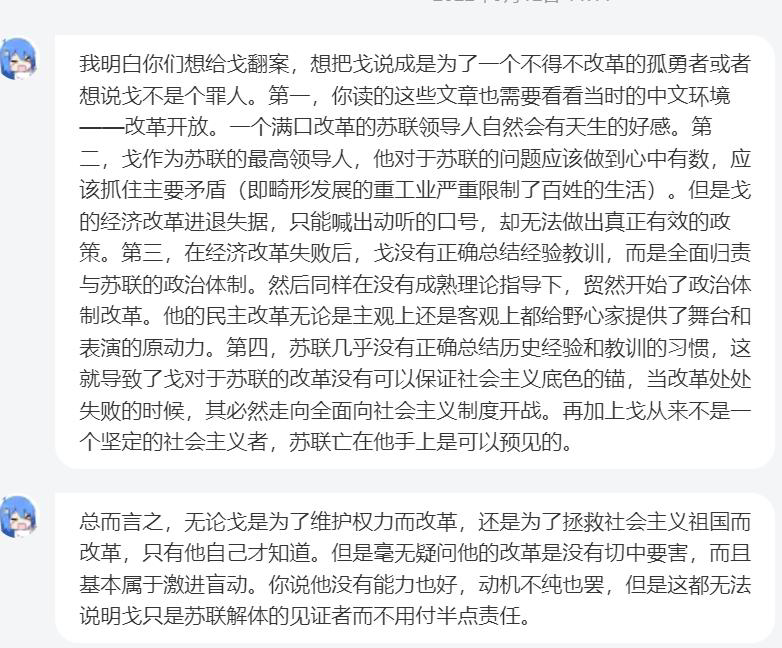 我明白你们想给戈翻案，想把戈说成是为了一个不得不改革的孤勇者或者
想说戈不是个罪人。第一，你读的这些文章也需要看看当时的中文环境
——改革开放。一个满口改革的苏联领导人自然会有天生的好感。第
二，戈作为苏联的最高领导人，他对于苏联的问题应该做到心中有数，应
该抓住主要矛盾（即畸形发展的重工业严重限制了百姓的生活）。但是戈
的经济改革进退失据，只能喊出动听的口号，却无法做出真正有效的政
策。第三，在经济改革失败后，戈没有正确总结经验教训，而是全面归责
与苏联的政治体制。然后同样在没有成熟理论指导下，贸然开始了政治体
制改革。他的民主改革无论是主观上还是客观上都给野心家提供了舞台和
表演的原动力。第四，苏联几乎没有正确总结历史经验和教训的习惯，这
就导致了戈对于苏联的改革没有可以保证社会主义底色的锚，当改革处处
失败的时候，其必然走向全面向社会主义制度开战。再加上戈从来不是一
个坚定的社会主义者，苏联亡在他手上是可以预见的。
总而言之，无论戈是为了维护权力而改革，还是为了拯救社会主义祖国而
改革，只有他自己才知道。但是毫无疑问他的改革是没有切中要害，而且
基本属于激进盲动。你说他没有能力也好，动机不纯也罢，但是这都无法
说明戈只是苏联解体的见证者而不用付半点责任。